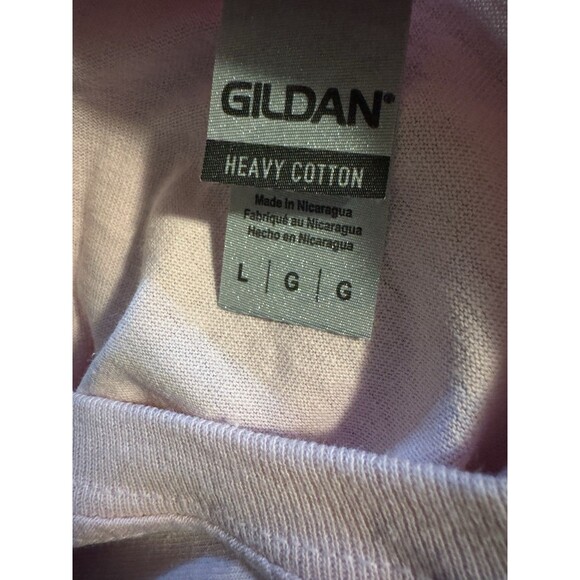 GILDAN®
HEAVY COTTON
Made in Nicaragua
Fabriqué au Nicaragua
Hecho en Nicaragua
L | G | G